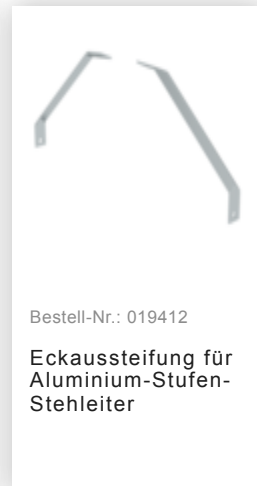 Bestell-Nr.: 019412
Eckaussteifung für
Aluminium-Stufen-
Stehleiter